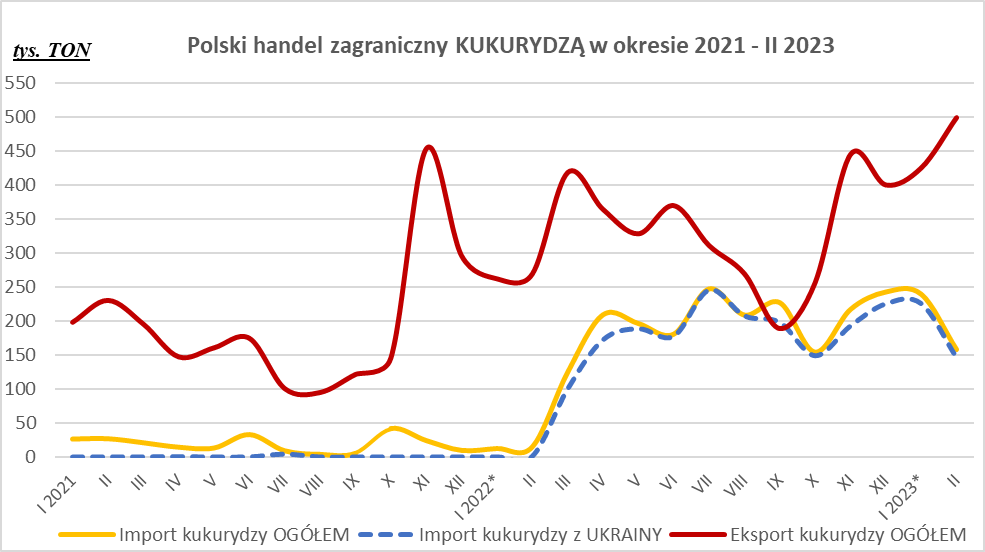 tys. TON
Polski handel zagraniczny KUKURYDZĄ w okresie 2021 - II 2023
550
500
450
400
350
300
250
200
150
100
50
0
I 2021
II
III
IV
V
VI
VII
VIII
IX
X
XI
XII
I 2022*
II
III
IV
V
VI
VII
VIII
IX
X
XI
XII
I 2023*
II
Import kukurydzy OGÓŁEM
Import kukurydzy z UKRAINY
Eksport kukurydzy OGÓŁEM